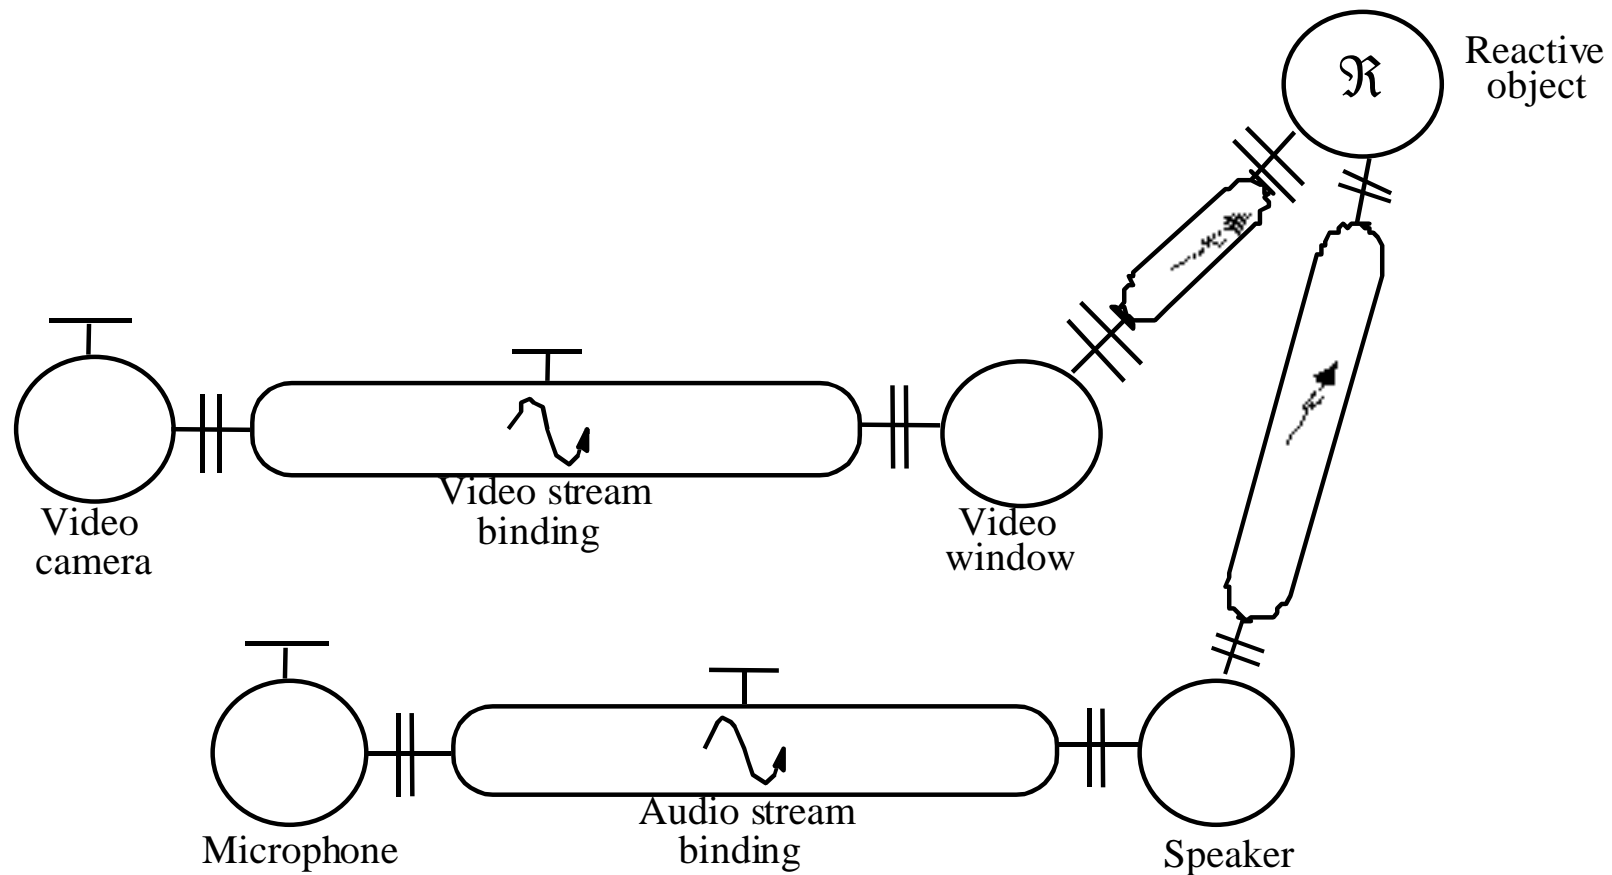 ℜ
Reactive
object
Video stream
binding
Video
camera
Video
window
Audio stream
binding
Microphone
Speaker